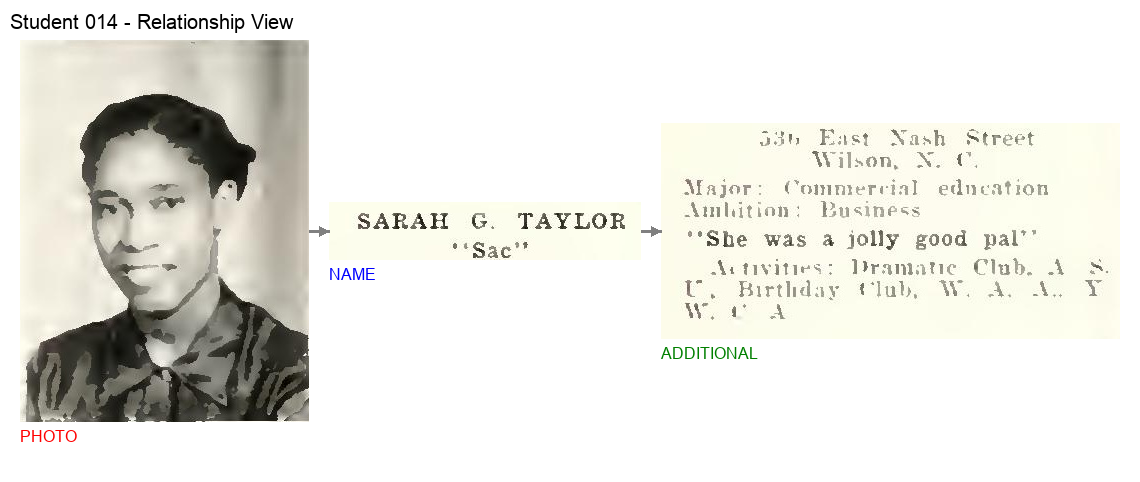 Student 014 - Relationship View
SARAH G. TAYLOR
"Sac"
536 East Nash Street
Wilson, N. C.
Major: Commercial education
Ambition: Business
"She was a jolly good pal"
Activities: Dramatic Club, A. S.
U., Birthday Club, W. A. A., Y.
W. C. A.
PHOTO
NAME
ADDITIONAL